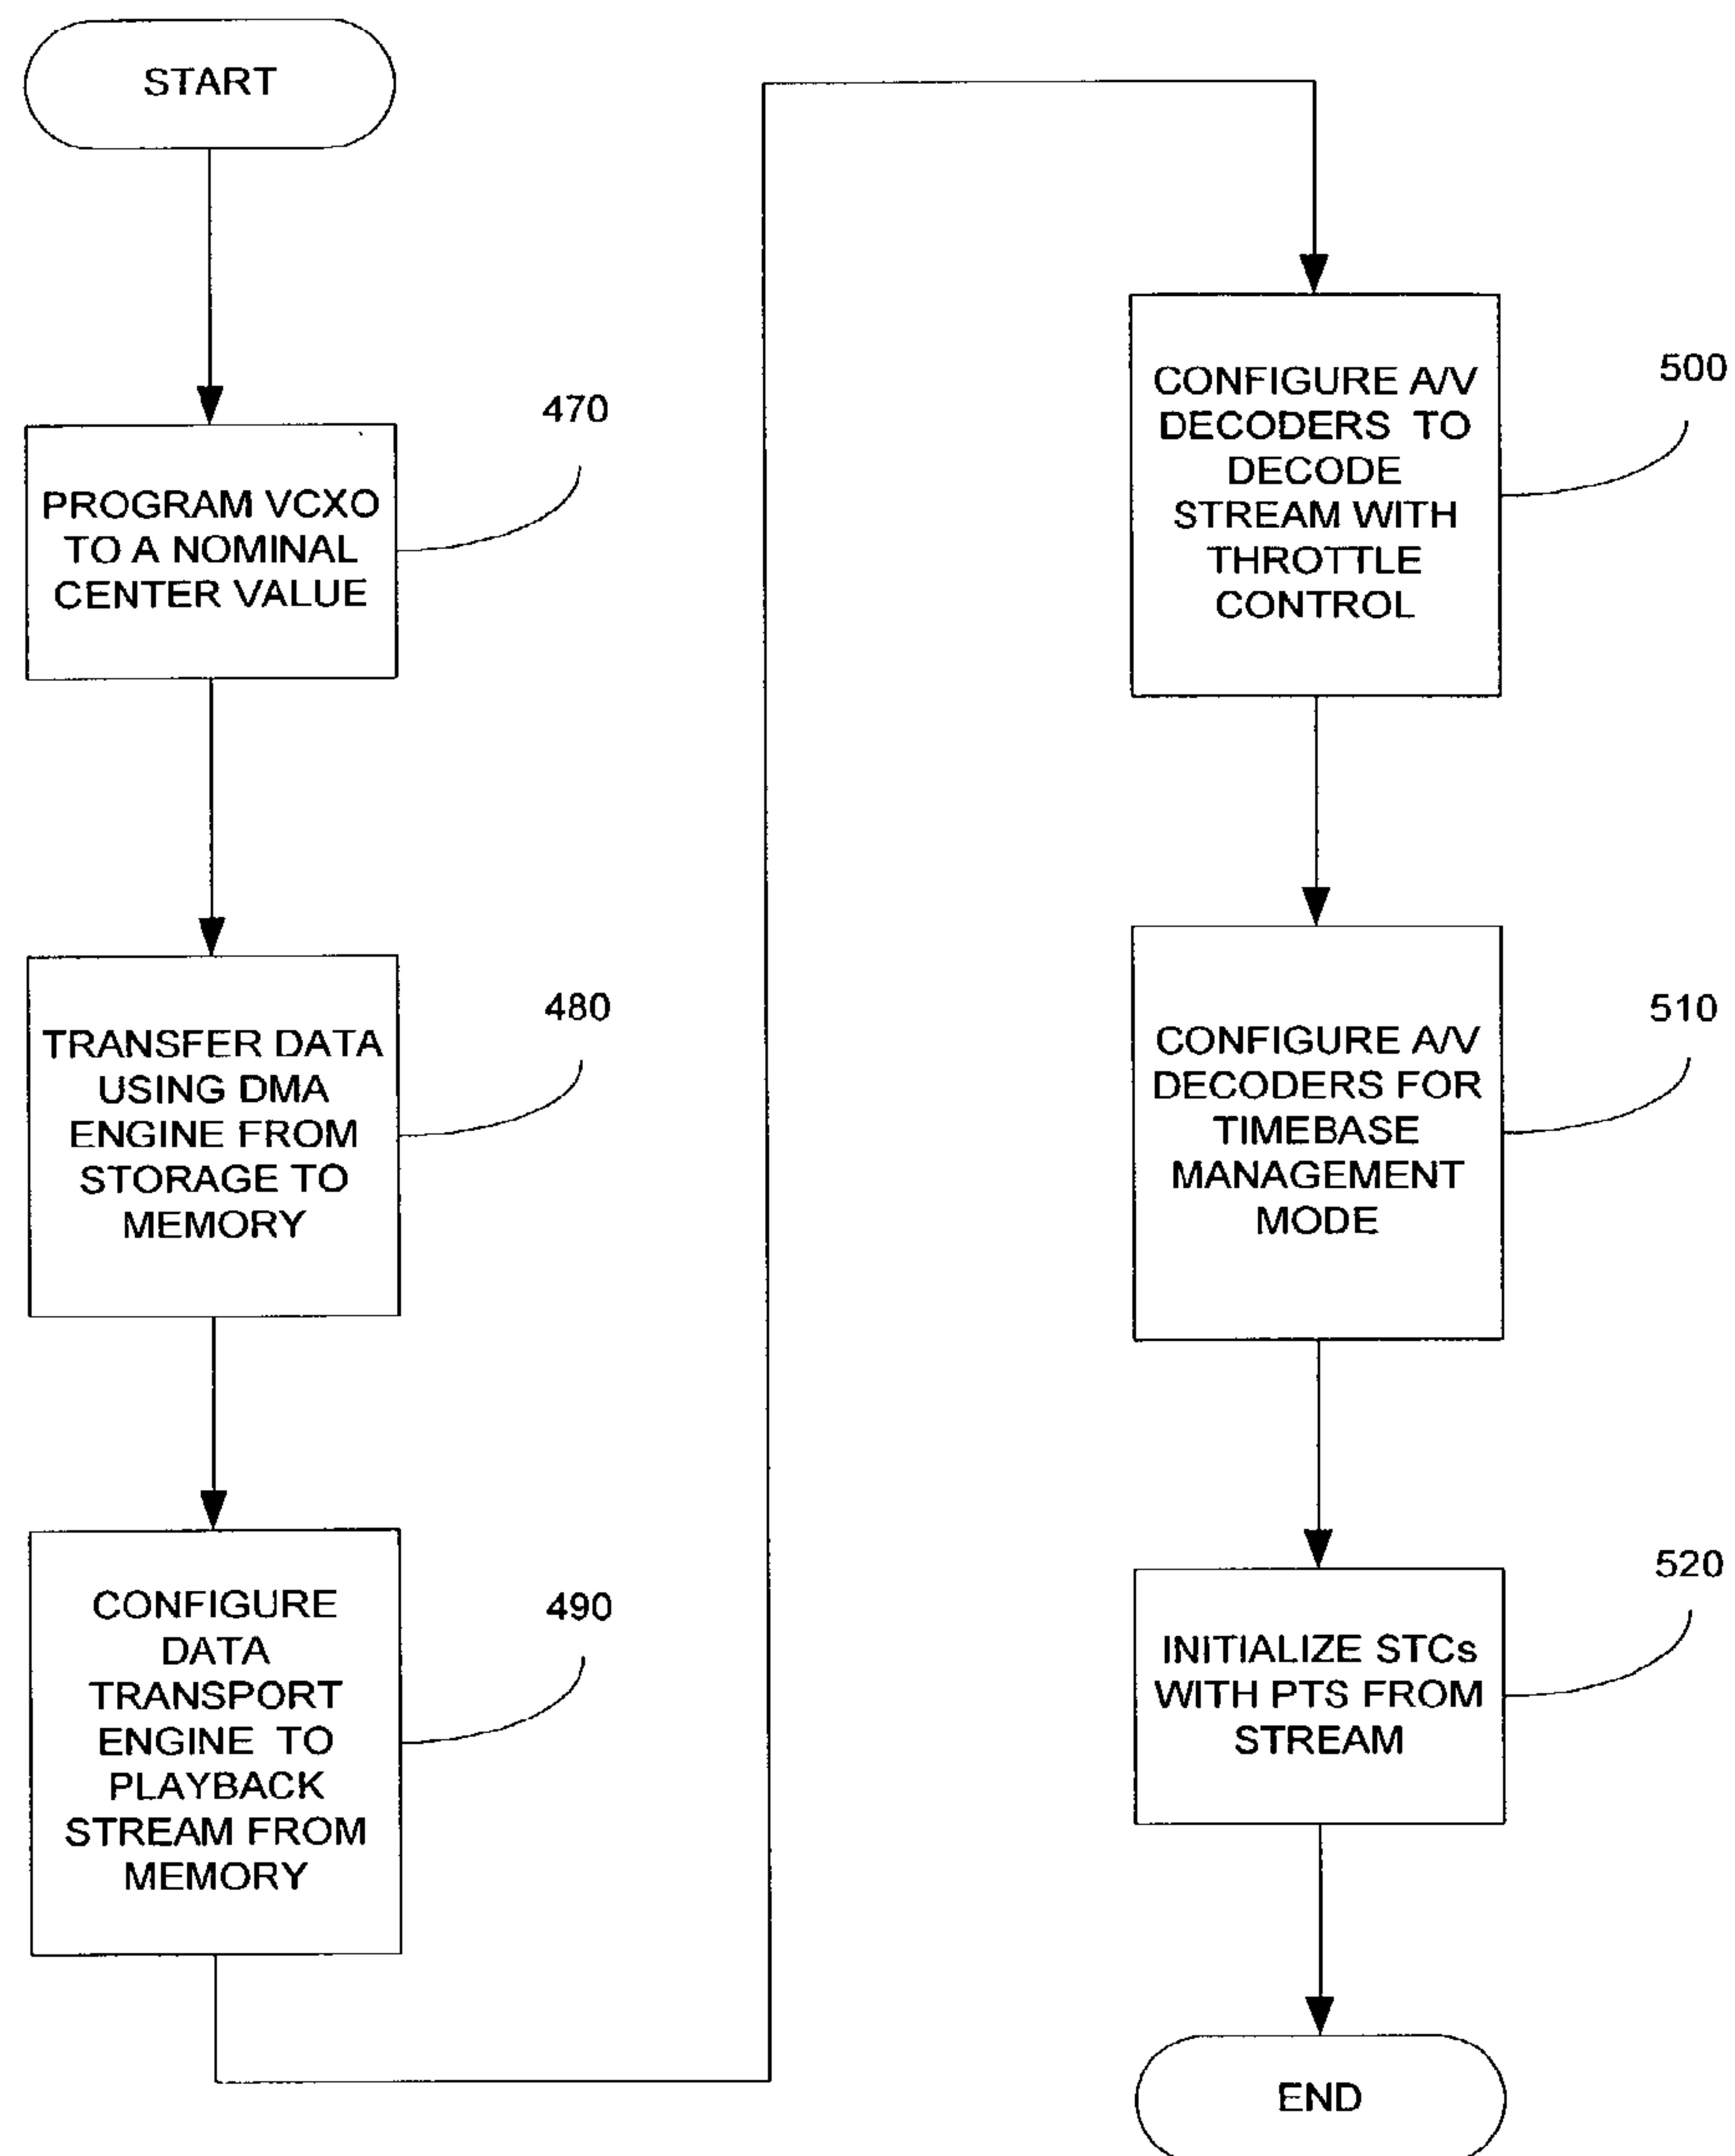 START
470
PROGRAM VCXO
TO A NOMINAL
CENTER VALUE
480
TRANSFER DATA
USING DMA
ENGINE FROM
STORAGE TO
MEMORY
490
CONFIGURE
DATA
TRANSPORT
ENGINE TO
PLAYBACK
STREAM FROM
MEMORY
500
CONFIGURE A/V
DECODERS TO
DECODE
STREAM WITH
THROTTLE
CONTROL
510
CONFIGURE A/V
DECODERS FOR
TIMEBASE
MANAGEMENT
MODE
520
INITIALIZE STCs
WITH PTS FROM
STREAM
END